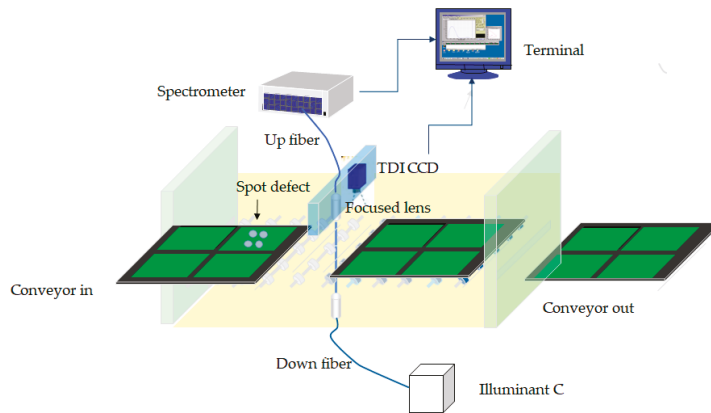 Terminal
Spectrometer
Up fiber
TDI CCD
Spot defect
Focused lens
Conveyor in
Conveyor out
Down fiber
Illuminant C